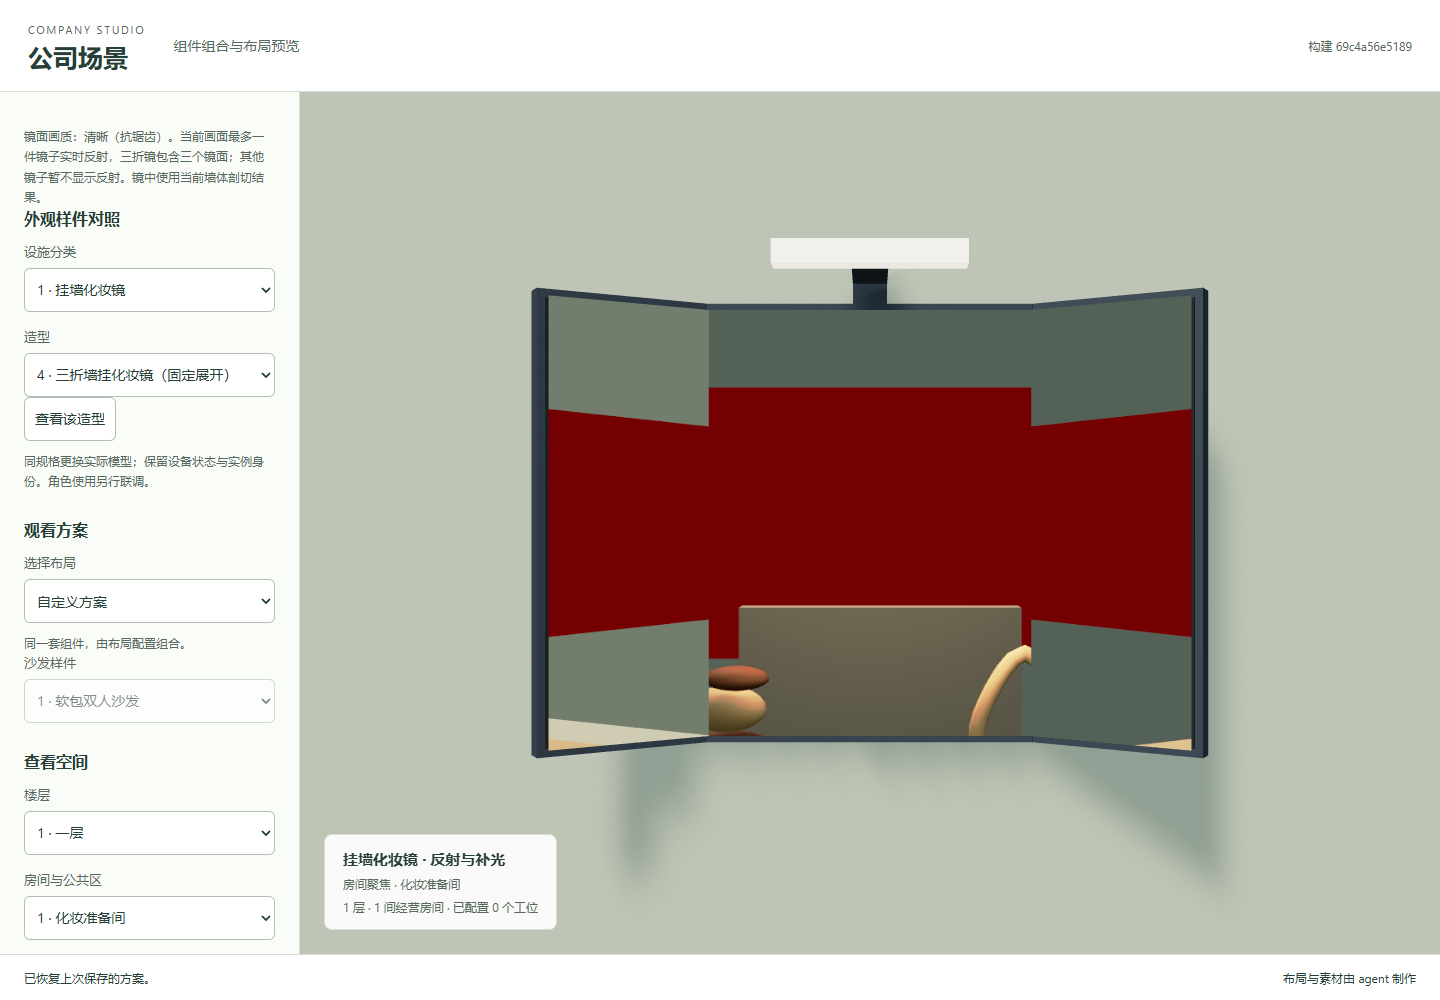 COMPANY STUDIO
公司场景
组件组合与布局预览
构建 69c4a56e5189
镜面画质：清晰（抗锯齿）。当前画面最多一
件镜子实时反射，三折镜包含三个镜面；其他
镜子暂不显示反射。镜中使用当前墙体剖切结
果。
外观样件对照
设施分类
1 · 挂墙化妆镜
造型
4 · 三折墙挂化妆镜（固定展开）
查看该造型
同规格更换实际模型；保留设备状态与实例身
份。角色使用另行联调。
观看方案
选择布局
自定义方案
同一套组件，由布局配置组合。
沙发样件
1 · 软包双人沙发
查看空间
楼层
1 · 一层
房间与公共区
1 · 化妆准备间
挂墙化妆镜 · 反射与补光
房间聚焦 · 化妆准备间
1 层 · 1 间经营房间 · 已配置 0 个工位
已恢复上次保存的方案。
布局与素材由 agent 制作